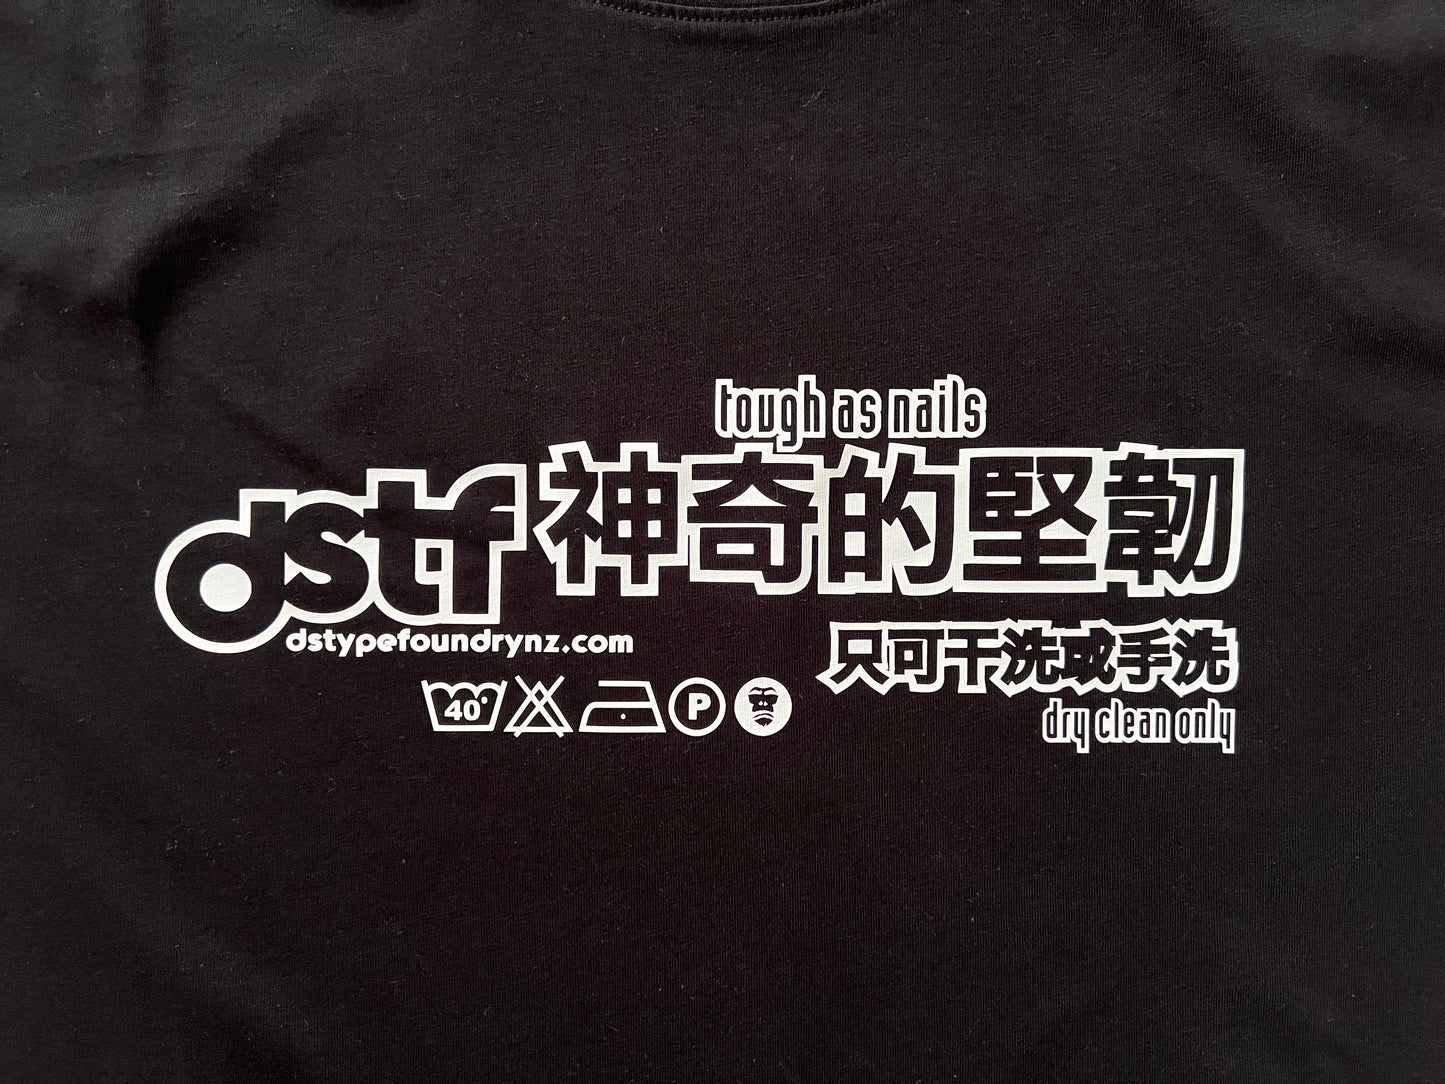 tough as nails
dstf 神奇的堅韌
dstypefoundrynz.com
只可干洗或手洗
40° P
dry clean only